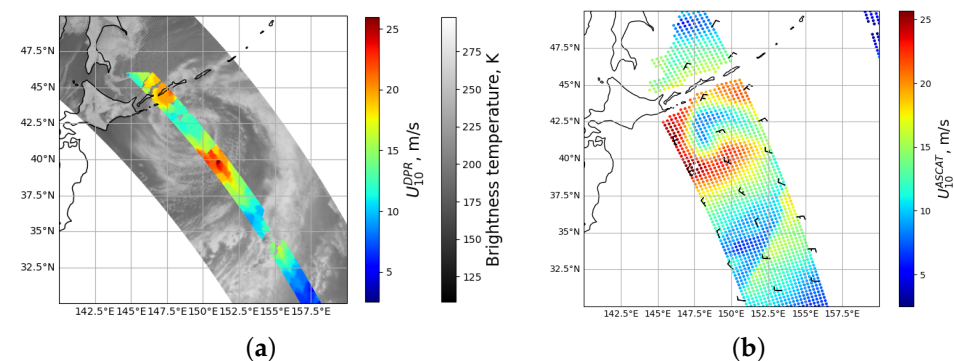 47.5°N
45°N
42.5°N
40°N
37.5°N
35°N
32.5°N
142.5°E 145°E 147.5°E 150°E 152.5°E 155°E 157.5°E
25
20
15
10
5
U₁₀ᴰᴾᴿ, m/s
275
250
225
200
175
150
125
Brightness temperature, K
(a)
47.5°N
45°N
42.5°N
40°N
37.5°N
35°N
32.5°N
142.5°E 145°E 147.5°E 150°E 152.5°E 155°E 157.5°E
25
20
15
10
5
U₁₀ᴬˢᶜᴬᵀ, m/s
(b)